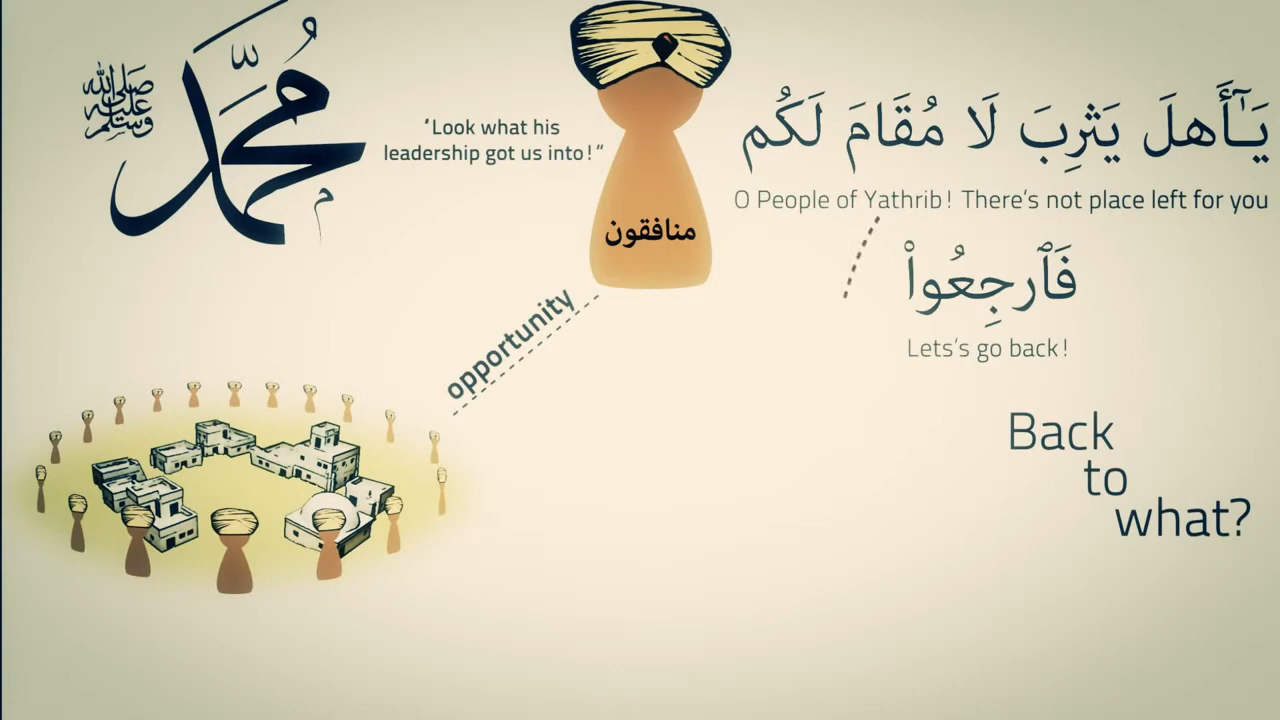 محمد
صلى الله
عليه
وسلم
م
‘Look what his
leadership got us into!“
منافقون
يَـٰٓأَهلَ يَثرِبَ لَا مُقَامَ لَكُم
O People of Yathrib! There’s not place left for you
فَٱرجِعُواْ
Lets’s go back!
opportunity
Back
to
what?